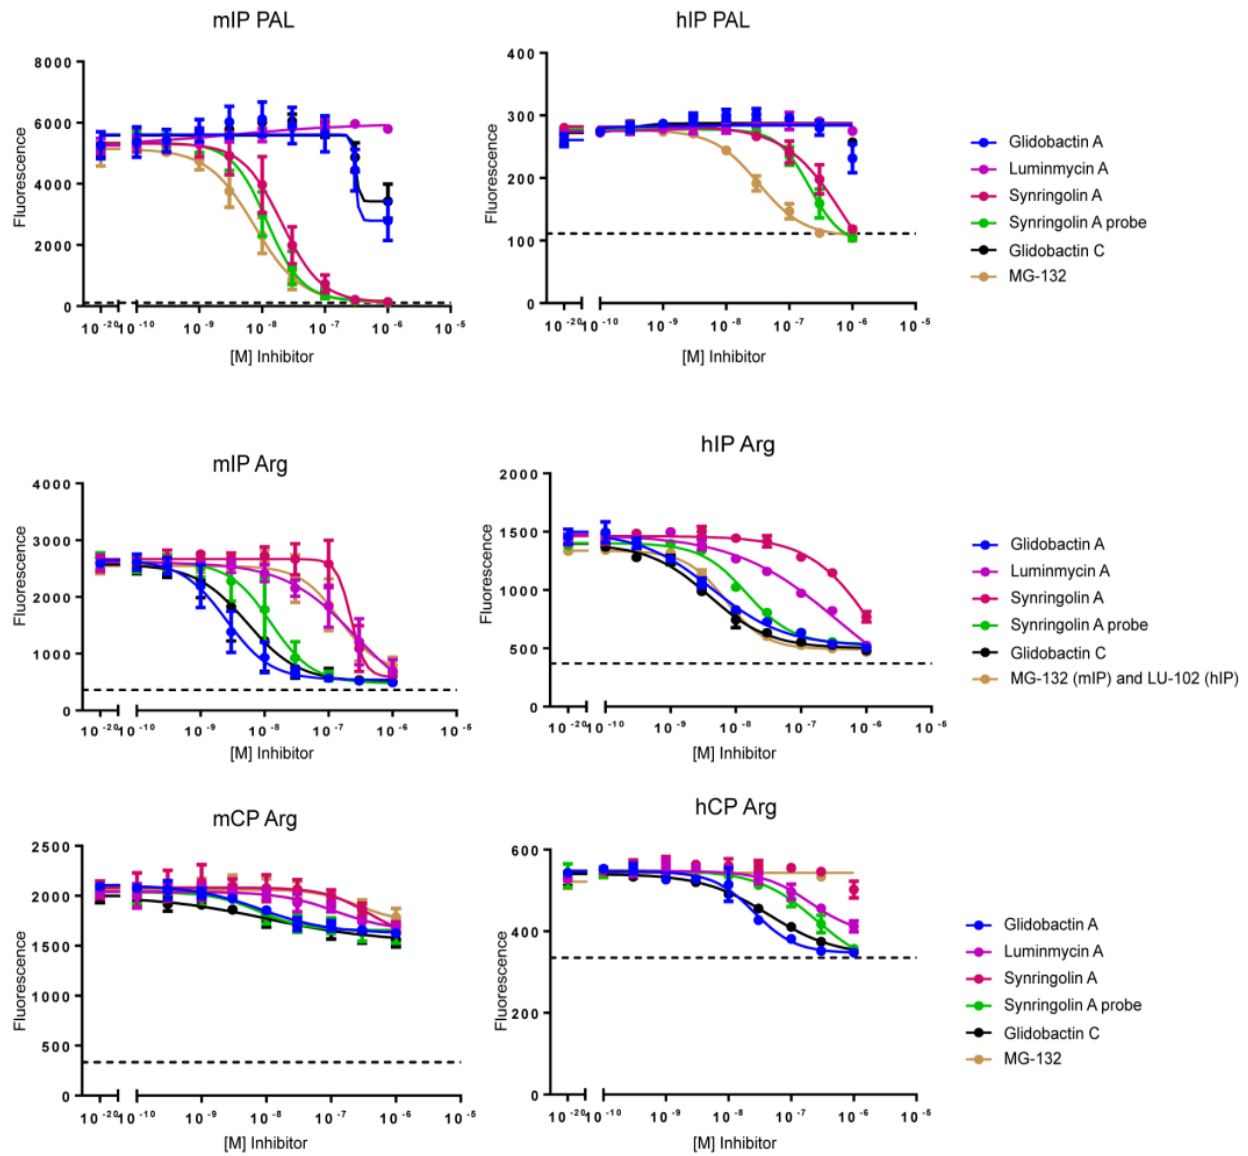 mIP PAL
Fluorescence
8000
6000
4000
2000
0
10-20 10-10 10-9 10-8 10-7 10-6 10-5
[M] Inhibitor
hIP PAL
Fluorescence
400
300
200
100
0
10-20 10-10 10-9 10-8 10-7 10-6 10-5
[M] Inhibitor
Glidobactin A
Luminmycin A
Synringolin A
Synringolin A probe
Glidobactin C
MG-132
mIP Arg
Fluorescence
4000
3000
2000
1000
0
10-20 10-10 10-9 10-8 10-7 10-6 10-5
[M] Inhibitor
hIP Arg
Fluorescence
2000
1500
1000
500
0
10-20 10-10 10-9 10-8 10-7 10-6 10-5
[M] Inhibitor
Glidobactin A
Luminmycin A
Synringolin A
Synringolin A probe
Glidobactin C
MG-132 (mIP) and LU-102 (hIP)
mCP Arg
Fluorescence
2500
2000
1500
1000
500
0
10-20 10-10 10-9 10-8 10-7 10-6 10-5
[M] Inhibitor
hCP Arg
Fluorescence
600
400
200
0
10-20 10-10 10-9 10-8 10-7 10-6 10-5
[M] Inhibitor
Glidobactin A
Luminmycin A
Synringolin A
Synringolin A probe
Glidobactin C
MG-132